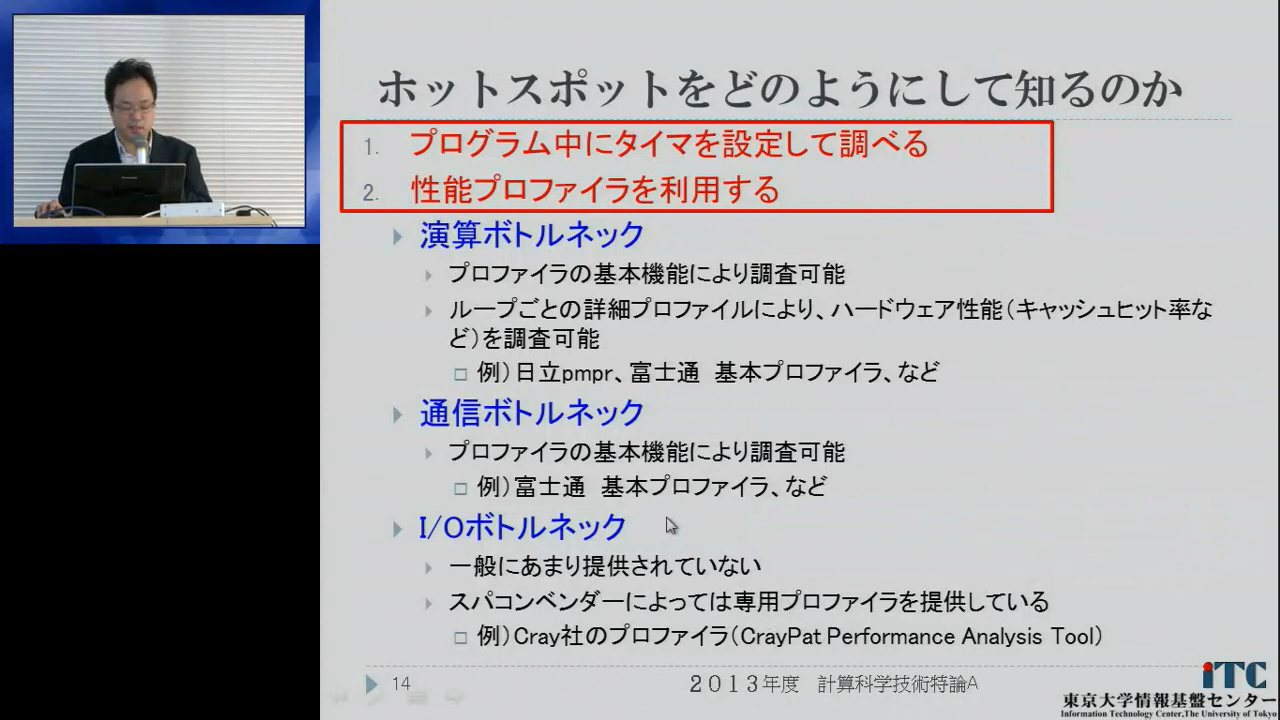 ホットスポットをどのようにして知るのか
1. プログラム中にタイマを設定して調べる
2. 性能プロファイラを利用する
演算ボトルネック
プロファイラの基本機能により調査可能
ループごとの詳細プロファイルにより、ハードウェア性能(キャッシュヒット率な
ど)を調査可能
例)日立pmpr、富士通 基本プロファイラ、など
通信ボトルネック
プロファイラの基本機能により調査可能
例)富士通 基本プロファイラ、など
I/Oボトルネック
一般にあまり提供されていない
スパコンベンダーによっては専用プロファイラを提供している
例)Cray社のプロファイラ(CrayPat Performance Analysis Tool)
14
2013年度 計算科学技術特論A
iTC
東京大学情報基盤センター
Information Technology Center,The University of Tokyo